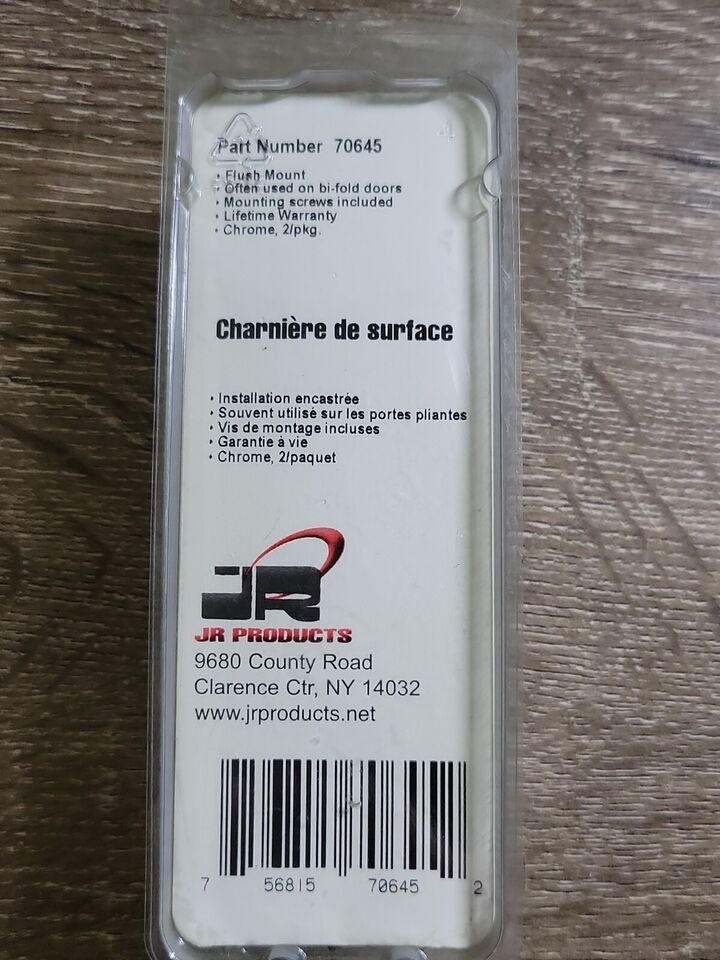 4
Part Number 70645
• Flush Mount
• Often used on bi-fold doors
• Mounting screws included
• Lifetime Warranty
• Chrome, 2/pkg.
Charnière de surface
• Installation encastrée
• Souvent utilisé sur les portes pliantes
• Vis de montage incluses
• Garantie à vie
• Chrome, 2/paquet
JR
JR PRODUCTS
9680 County Road
Clarence Ctr, NY 14032
www.jrproducts.net
7 56815 70645 2